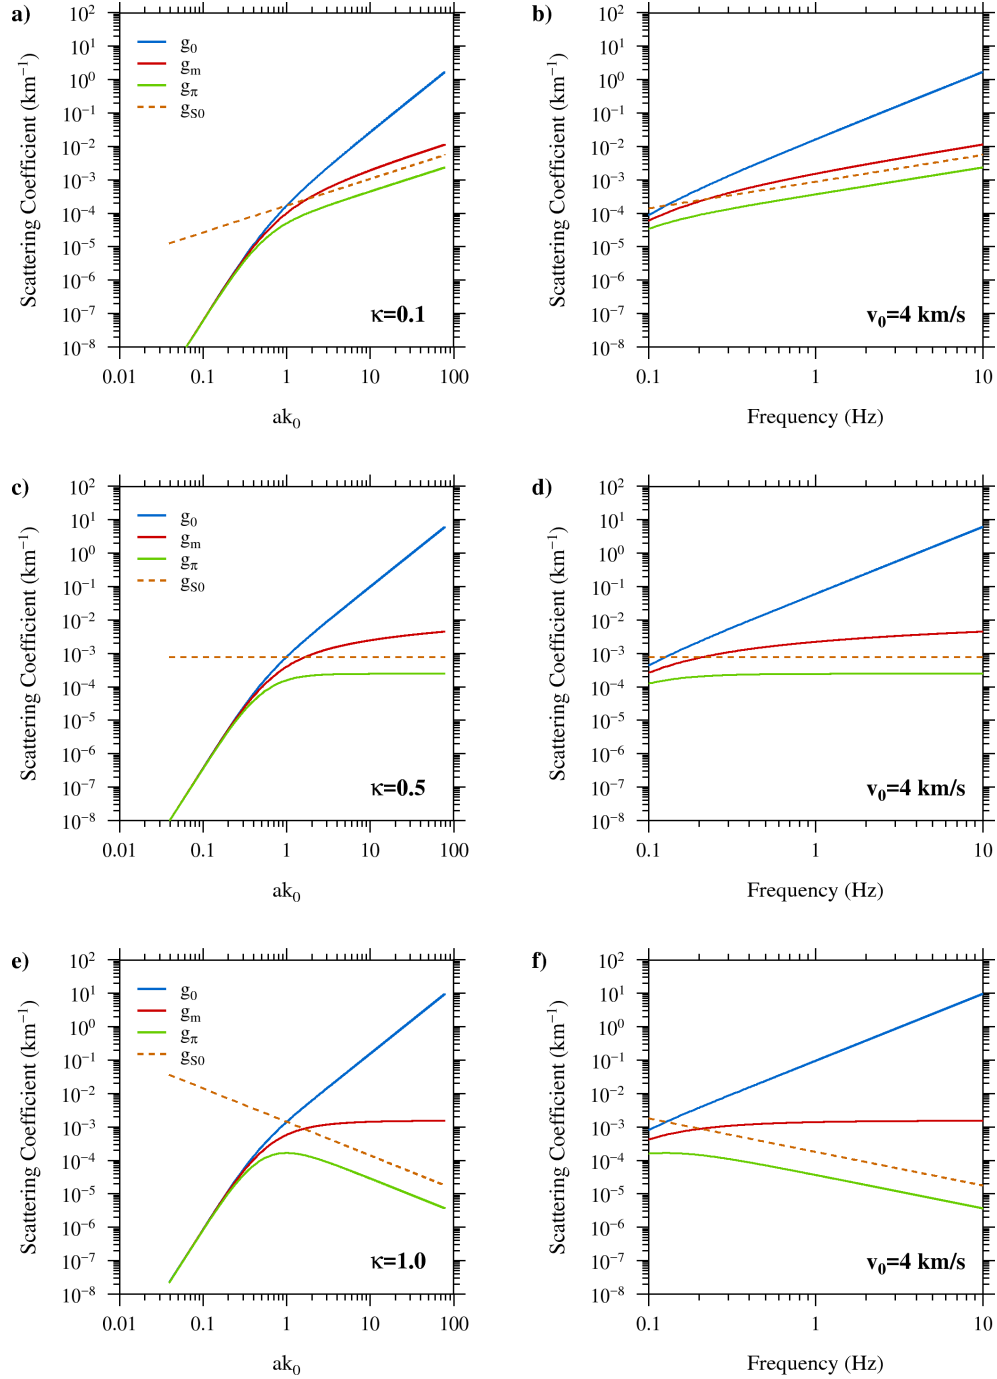 a)
Scattering Coefficient (km⁻¹)
10²
10¹
10⁰
10⁻¹
10⁻²
10⁻³
10⁻⁴
10⁻⁵
10⁻⁶
10⁻⁷
10⁻⁸
g₀
gₘ
g_π
g_S0
κ=0.1
0.01 0.1 1 10 100
ak₀
b)
Scattering Coefficient (km⁻¹)
10²
10¹
10⁰
10⁻¹
10⁻²
10⁻³
10⁻⁴
10⁻⁵
10⁻⁶
10⁻⁷
10⁻⁸
v₀=4 km/s
0.1 1 10
Frequency (Hz)
c)
Scattering Coefficient (km⁻¹)
10²
10¹
10⁰
10⁻¹
10⁻²
10⁻³
10⁻⁴
10⁻⁵
10⁻⁶
10⁻⁷
10⁻⁸
g₀
gₘ
g_π
g_S0
κ=0.5
0.01 0.1 1 10 100
ak₀
d)
Scattering Coefficient (km⁻¹)
10²
10¹
10⁰
10⁻¹
10⁻²
10⁻³
10⁻⁴
10⁻⁵
10⁻⁶
10⁻⁷
10⁻⁸
v₀=4 km/s
0.1 1 10
Frequency (Hz)
e)
Scattering Coefficient (km⁻¹)
10²
10¹
10⁰
10⁻¹
10⁻²
10⁻³
10⁻⁴
10⁻⁵
10⁻⁶
10⁻⁷
10⁻⁸
g₀
gₘ
g_π
g_S0
κ=1.0
0.01 0.1 1 10 100
ak₀
f)
Scattering Coefficient (km⁻¹)
10²
10¹
10⁰
10⁻¹
10⁻²
10⁻³
10⁻⁴
10⁻⁵
10⁻⁶
10⁻⁷
10⁻⁸
v₀=4 km/s
0.1 1 10
Frequency (Hz)